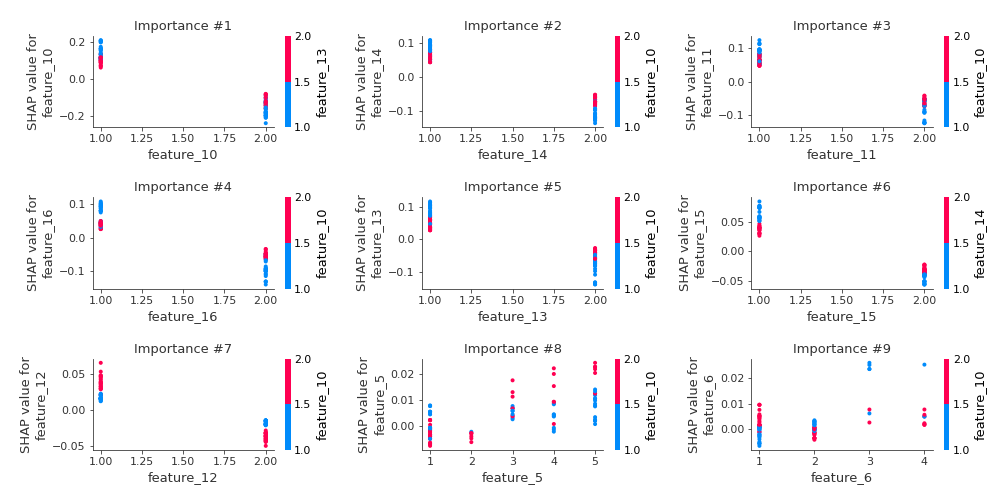 Importance #1
SHAP value for
feature_10
0.2
0.0
−0.2
1.00 1.25 1.50 1.75 2.00
feature_10
2.0
1.5
1.0
feature_13
Importance #2
SHAP value for
feature_14
0.1
0.0
−0.1
1.00 1.25 1.50 1.75 2.00
feature_14
2.0
1.5
1.0
feature_10
Importance #3
SHAP value for
feature_11
0.1
0.0
−0.1
1.00 1.25 1.50 1.75 2.00
feature_11
2.0
1.5
1.0
feature_10
Importance #4
SHAP value for
feature_16
0.1
0.0
−0.1
1.00 1.25 1.50 1.75 2.00
feature_16
2.0
1.5
1.0
feature_10
Importance #5
SHAP value for
feature_13
0.1
0.0
−0.1
1.00 1.25 1.50 1.75 2.00
feature_13
2.0
1.5
1.0
feature_10
Importance #6
SHAP value for
feature_15
0.05
0.00
−0.05
1.00 1.25 1.50 1.75 2.00
feature_15
2.0
1.5
1.0
feature_14
Importance #7
SHAP value for
feature_12
0.05
0.00
−0.05
1.00 1.25 1.50 1.75 2.00
feature_12
2.0
1.5
1.0
feature_10
Importance #8
SHAP value for
feature_5
0.02
0.01
0.00
1 2 3 4 5
feature_5
2.0
1.5
1.0
feature_10
Importance #9
SHAP value for
feature_6
0.02
0.01
0.00
1 2 3 4
feature_6
2.0
1.5
1.0
feature_10